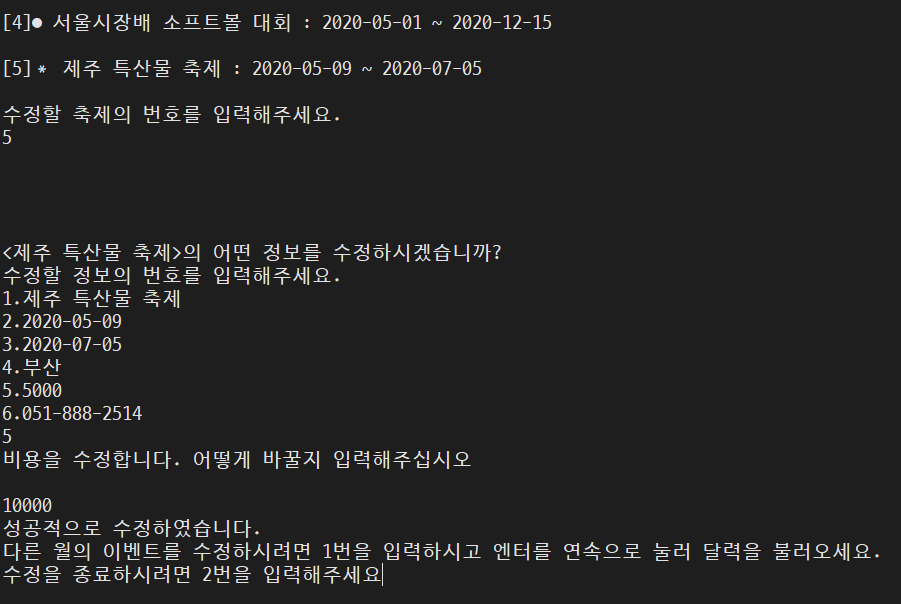 [4]● 서울시장배 소프트볼 대회 : 2020-05-01 ~ 2020-12-15
[5]* 제주 특산물 축제 : 2020-05-09 ~ 2020-07-05
수정할 축제의 번호를 입력해주세요.
5
<제주 특산물 축제>의 어떤 정보를 수정하시겠습니까?
수정할 정보의 번호를 입력해주세요.
1.제주 특산물 축제
2.2020-05-09
3.2020-07-05
4.부산
5.5000
6.051-888-2514
5
비용을 수정합니다. 어떻게 바꿀지 입력해주십시오
10000
성공적으로 수정하였습니다.
다른 월의 이벤트를 수정하시려면 1번을 입력하시고 엔터를 연속으로 눌러 달력을 불러오세요.
수정을 종료하시려면 2번을 입력해주세요